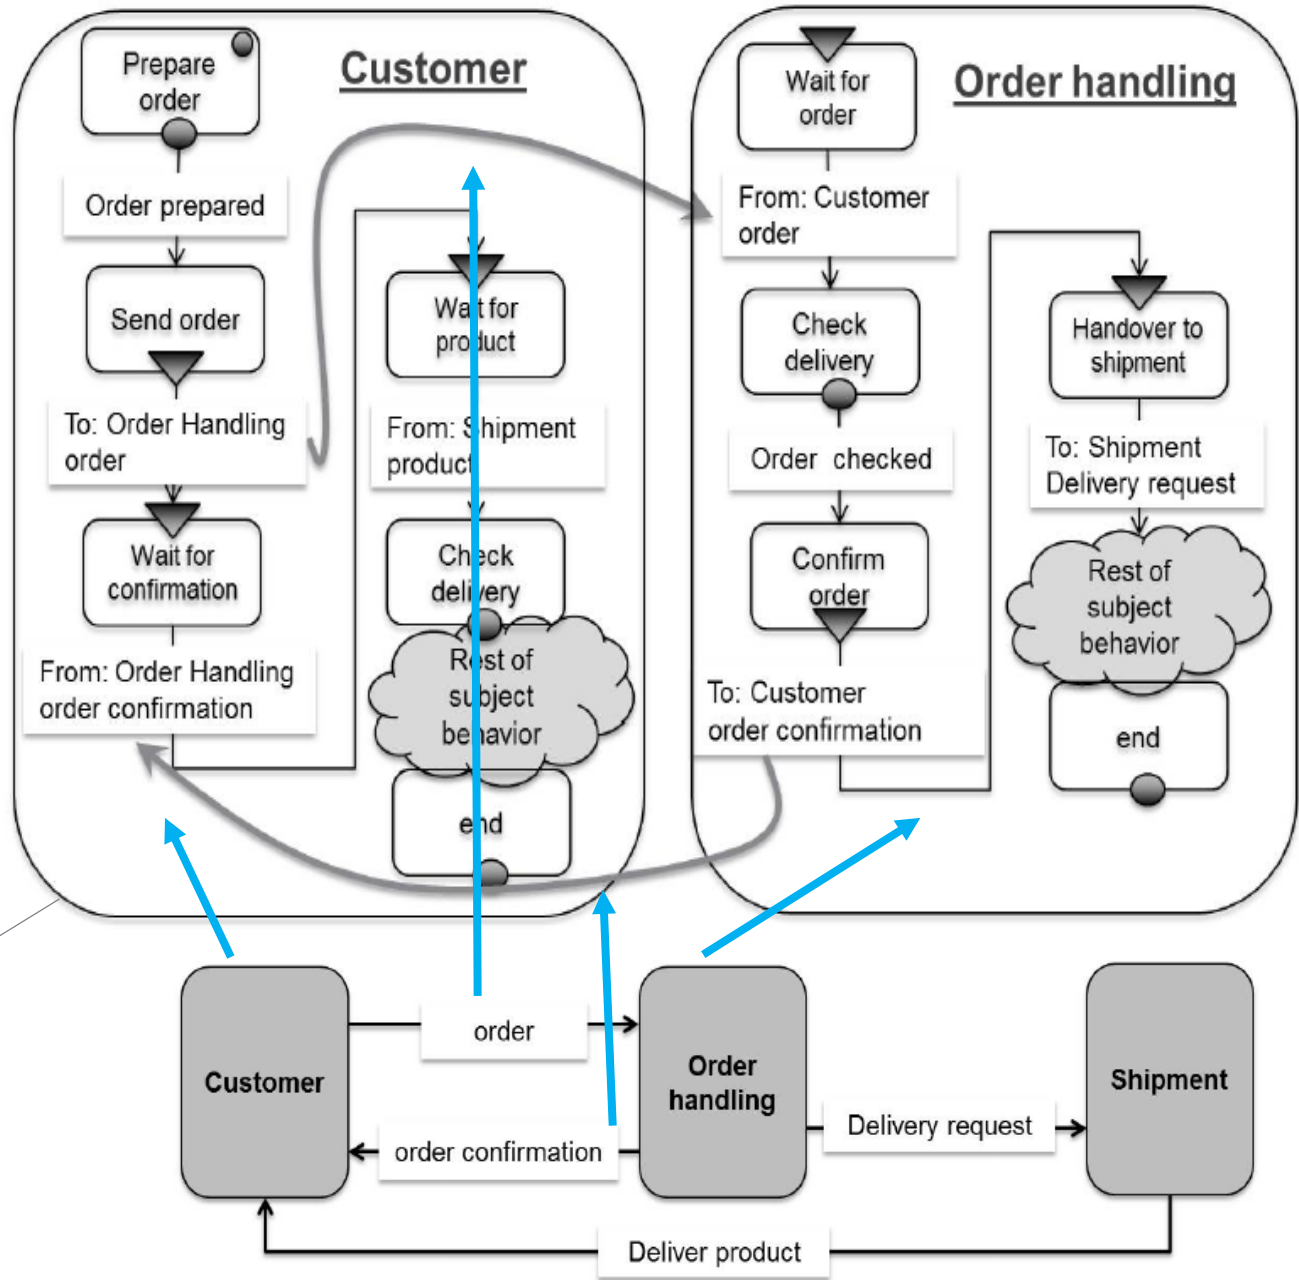 Customer
Prepare
order
Order prepared
Send order
To: Order Handling
order
Wait for
confirmation
From: Order Handling
order confirmation
Wait for
product
From: Shipment
product
Check
delivery
Rest of
subject
behavior
end
Order handling
Wait for
order
From: Customer
order
Check
delivery
Order checked
Confirm
order
To: Customer
order confirmation
Handover to
shipment
To: Shipment
Delivery request
Rest of
subject
behavior
end
Customer
order
order confirmation
Order
handling
Delivery request
Shipment
Deliver product